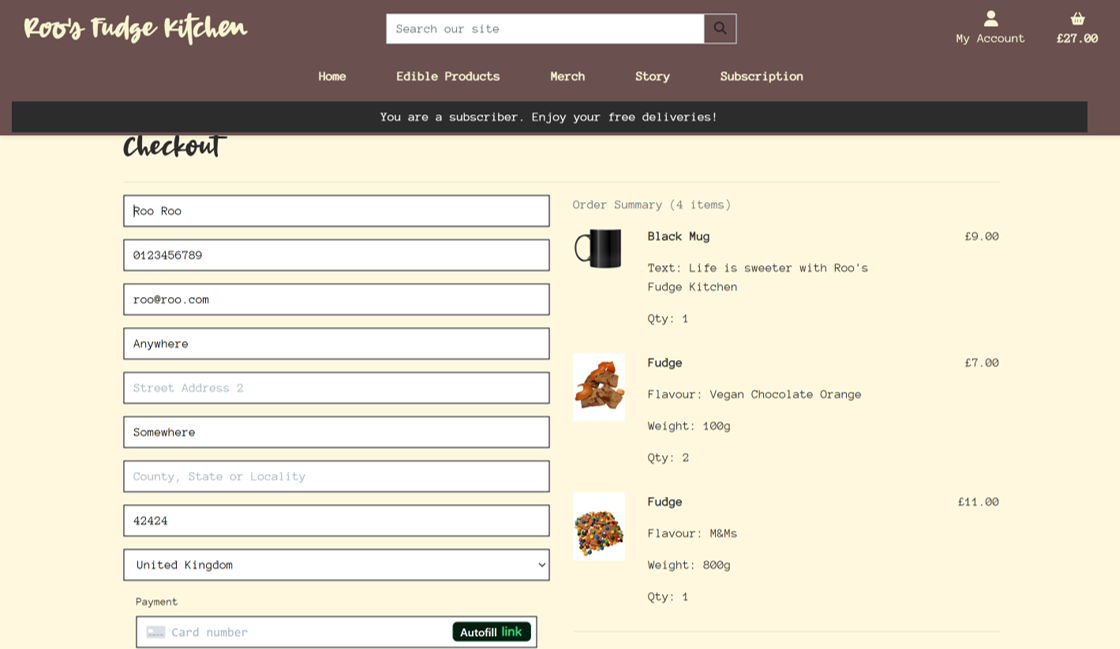 Roo's Fudge Kitchen
Search our site
My Account
£27.00
Home Edible Products Merch Story Subscription
You are a subscriber. Enjoy your free deliveries!
Checkout
Roo Roo
0123456789
roo@roo.com
Anywhere
Street Address 2
Somewhere
County, State or Locality
42424
United Kingdom
Payment
Card number
Autofill link
Order Summary (4 items)
Black Mug £9.00
Text: Life is sweeter with Roo's
Fudge Kitchen
Qty: 1
Fudge £7.00
Flavour: Vegan Chocolate Orange
Weight: 100g
Qty: 2
Fudge £11.00
Flavour: M&Ms
Weight: 800g
Qty: 1